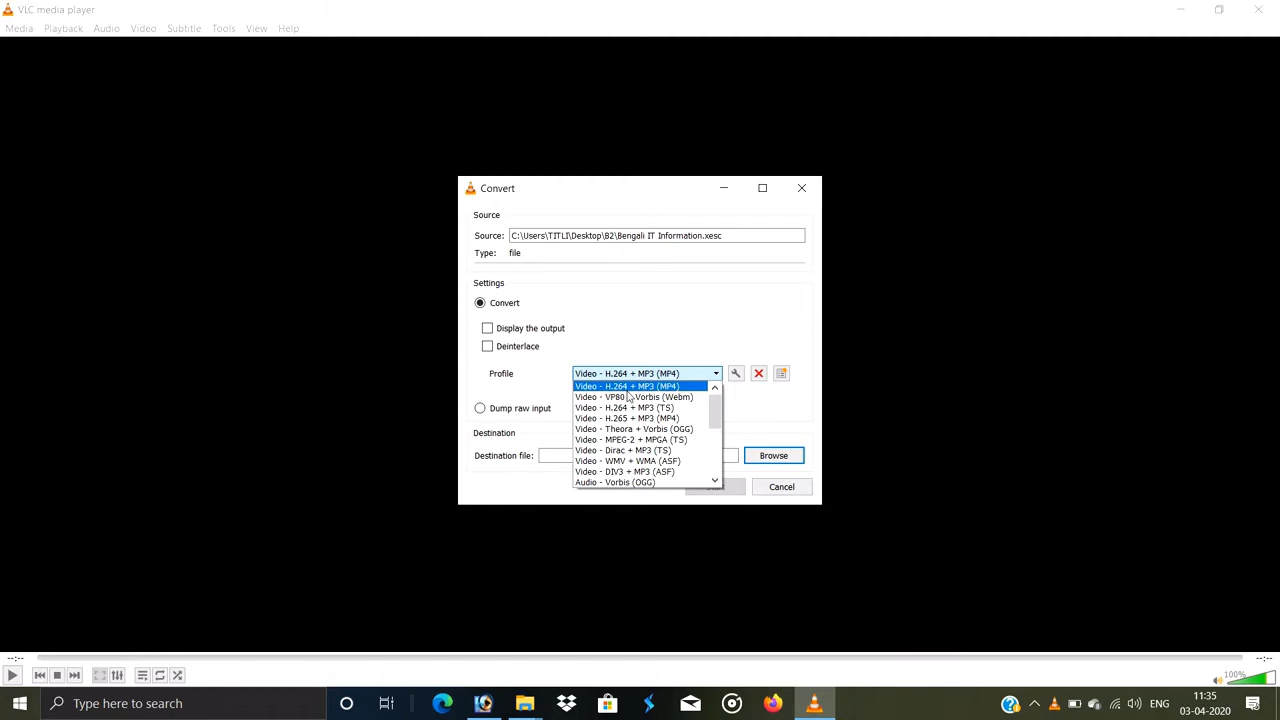 VLC media player
Media Playback Audio Video Subtitle Tools View Help
Convert
Source
Source: C:\Users\TITLI\Desktop\B2\Bengali IT Information.xesc
Type: file
Settings
Convert
Display the output
Deinterlace
Profile Video - H.264 + MP3 (MP4)
Video - H.264 + MP3 (MP4)
Video - VP80 + Vorbis (Webm)
Video - H.264 + MP3 (TS)
Dump raw input
Video - H.265 + MP3 (MP4)
Video - Theora + Vorbis (OGG)
Destination
Video - MPEG-2 + MPGA (TS)
Video - Dirac + MP3 (TS)
Destination file: Browse
Video - WMV + WMA (ASF)
Video - DIV3 + MP3 (ASF)
Audio - Vorbis (OGG)
Cancel
--:-- --:--
100%
Type here to search
ENG
11:35
03-04-2020